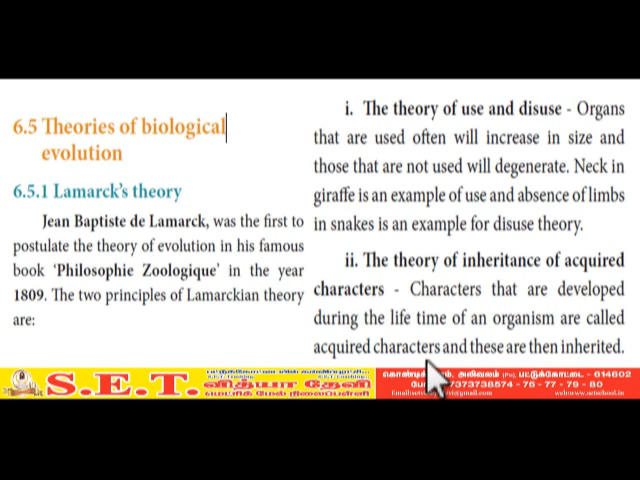 6.5 Theories of biological
evolution
6.5.1 Lamarck's theory
Jean Baptiste de Lamarck, was the first to
postulate the theory of evolution in his famous
book ‘Philosophie Zoologique’ in the year
1809. The two principles of Lamarckian theory
are:
i. The theory of use and disuse - Organs
that are used often will increase in size and
those that are not used will degenerate. Neck in
giraffe is an example of use and absence of limbs
in snakes is an example for disuse theory.
ii. The theory of inheritance of acquired
characters - Characters that are developed
during the life time of an organism are called
acquired characters and these are then inherited.
S.E.T.
வித்யா தேவி
மெட்ரிக் மேல் நிலைப்பள்ளி
அலிவலம் (Po), பட்டுக்கோட்டை - 614602
7373738574 - 76 - 77 - 79 - 80